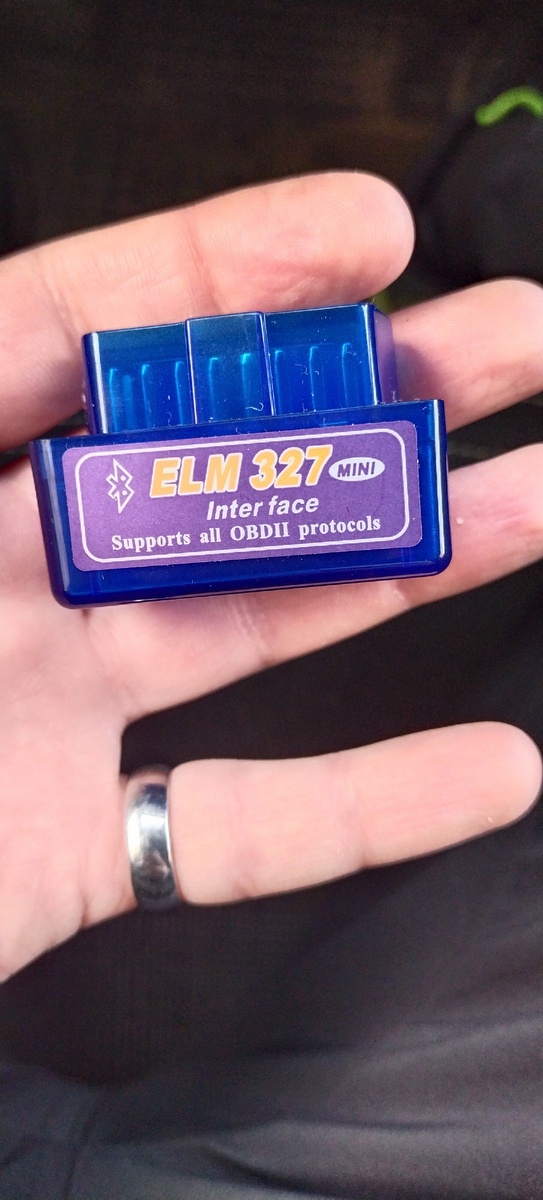 ELM 327 MINI
Inter face
Supports all OBDII protocols